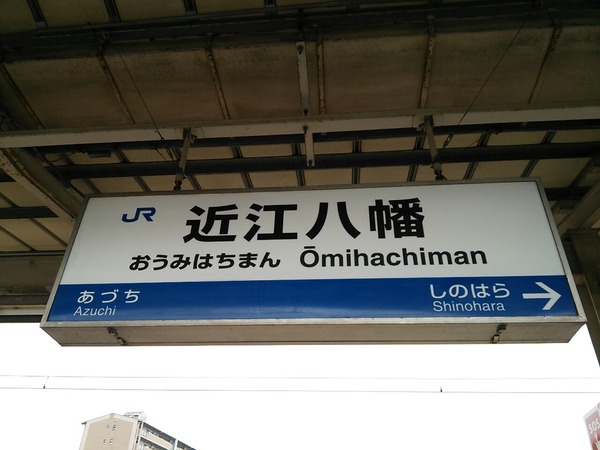 JR 近江八幡
おうみはちまん Ōmihachiman
あづち しのはら →
Azuchi Shinohara
SOS